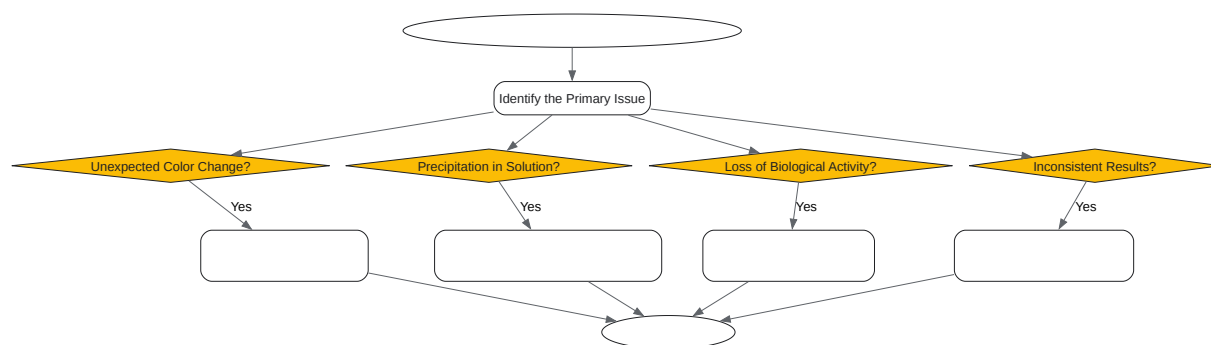 Identify the Primary Issue
Unexpected Color Change?
Precipitation in Solution?
Loss of Biological Activity?
Inconsistent Results?
Yes
Yes
Yes
Yes